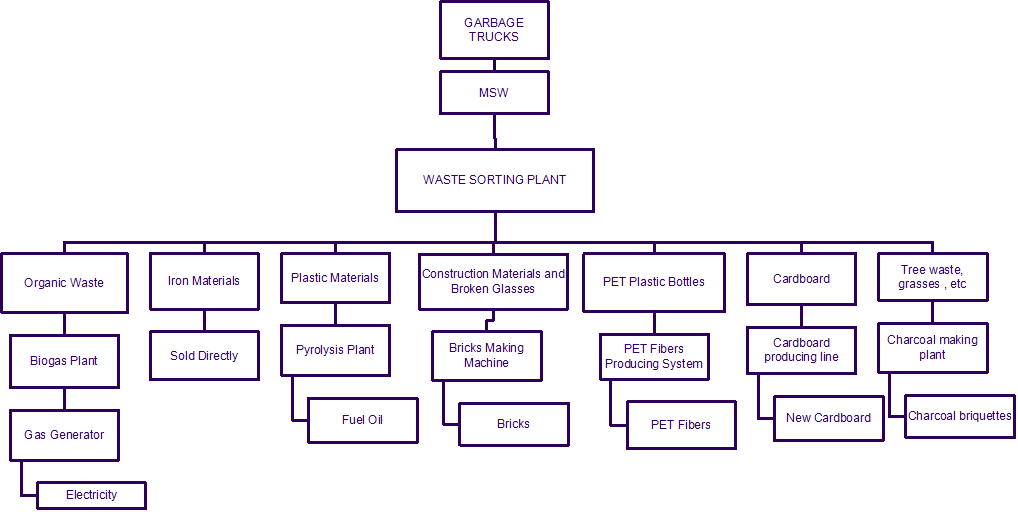 GARBAGE
TRUCKS
MSW
WASTE SORTING PLANT
Organic Waste
Iron Materials
Plastic Materials
Construction Materials and
Broken Glasses
PET Plastic Bottles
Cardboard
Tree waste,
grasses , etc
Biogas Plant
Sold Directly
Pyrolysis Plant
Bricks Making
Machine
PET Fibers
Producing System
Cardboard
producing line
Charcoal making
plant
Gas Generator
Fuel Oil
Bricks
PET Fibers
New Cardboard
Charcoal briquettes
Electricity